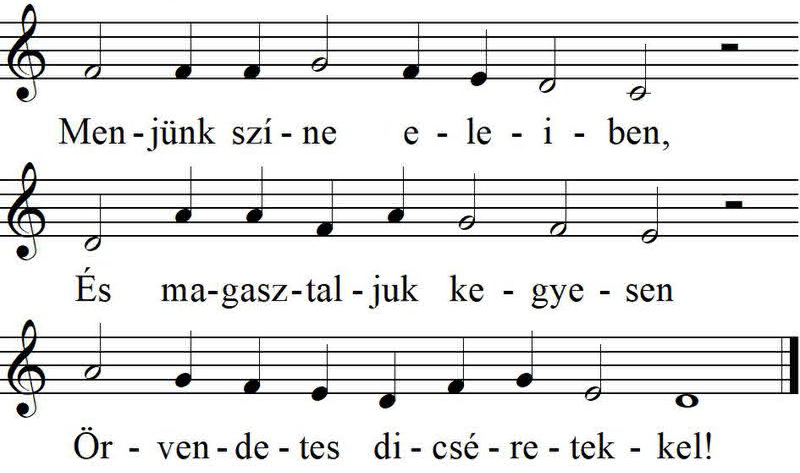 Men - jünk szí - ne e - le - i - ben,
És ma-gasz-tal - juk ke - gye - sen
Ör - ven - de - tes di - csé - re - tek - kel!